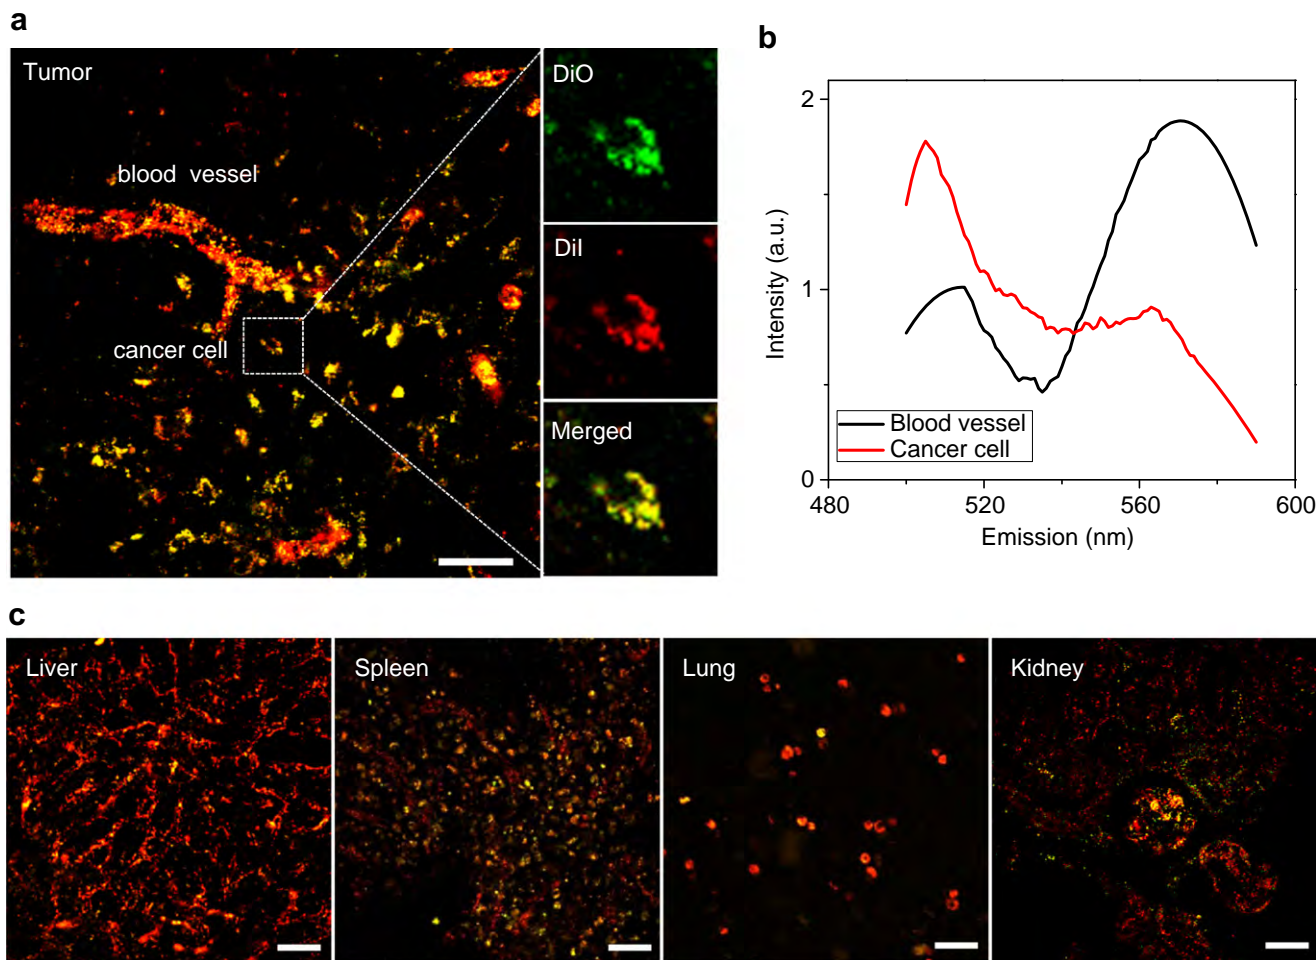 a
Tumor
blood vessel
cancer cell
DiO
DiI
Merged
b
2
1
0
Intensity (a.u.)
Blood vessel
Cancer cell
480
520
560
600
Emission (nm)
c
Liver
Spleen
Lung
Kidney